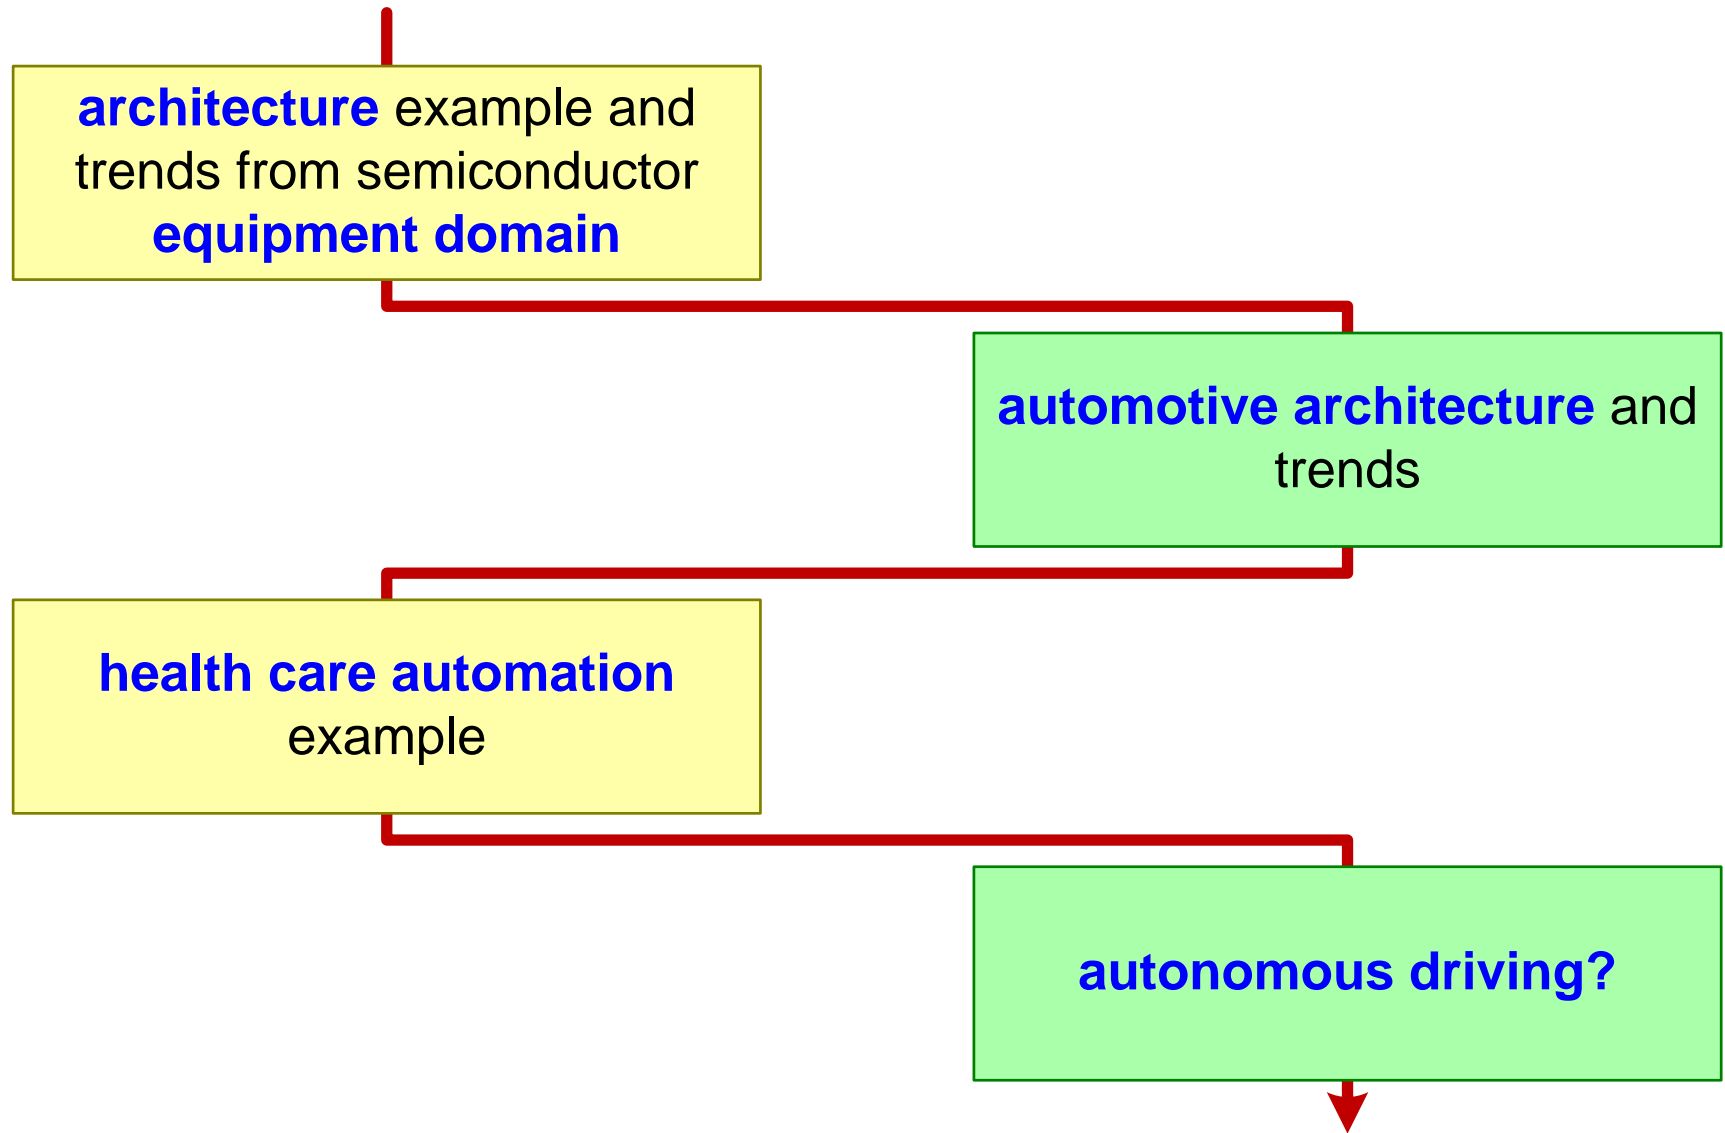 architecture example and
trends from semiconductor
equipment domain
automotive architecture and
trends
health care automation
example
autonomous driving?